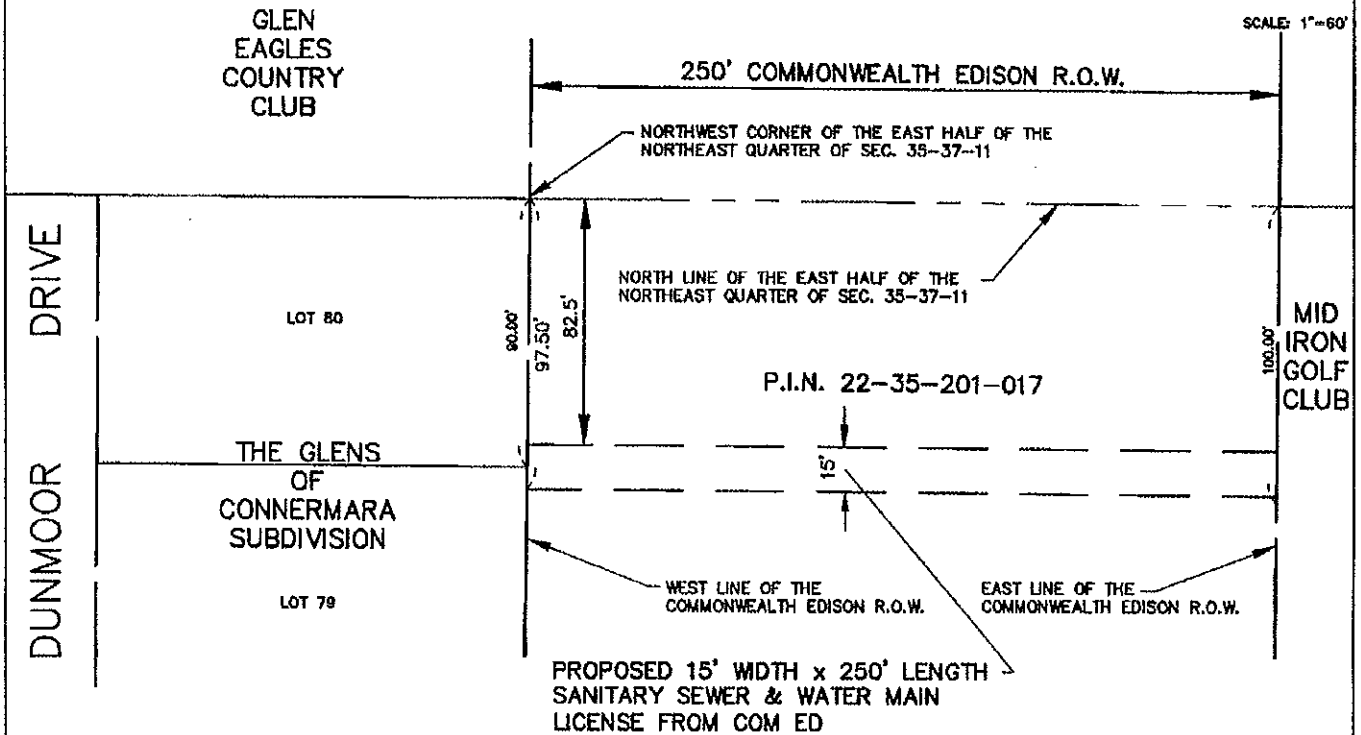 GLEN
EAGLES
COUNTRY
CLUB
SCALE: 1"=60'
250' COMMONWEALTH EDISON R.O.W.
NORTHWEST CORNER OF THE EAST HALF OF THE
NORTHEAST QUARTER OF SEC. 35-37-11
NORTH LINE OF THE EAST HALF OF THE
NORTHEAST QUARTER OF SEC. 35-37-11
DUNMOOR DRIVE
LOT 80
90.00'
97.50'
82.5'
P.I.N. 22-35-201-017
100.00'
MID
IRON
GOLF
CLUB
THE GLENS
OF
CONNERMARA
SUBDIVISION
15'
LOT 79
WEST LINE OF THE
COMMONWEALTH EDISON R.O.W.
EAST LINE OF THE
COMMONWEALTH EDISON R.O.W.
PROPOSED 15' WIDTH x 250' LENGTH
SANITARY SEWER & WATER MAIN
LICENSE FROM COM ED